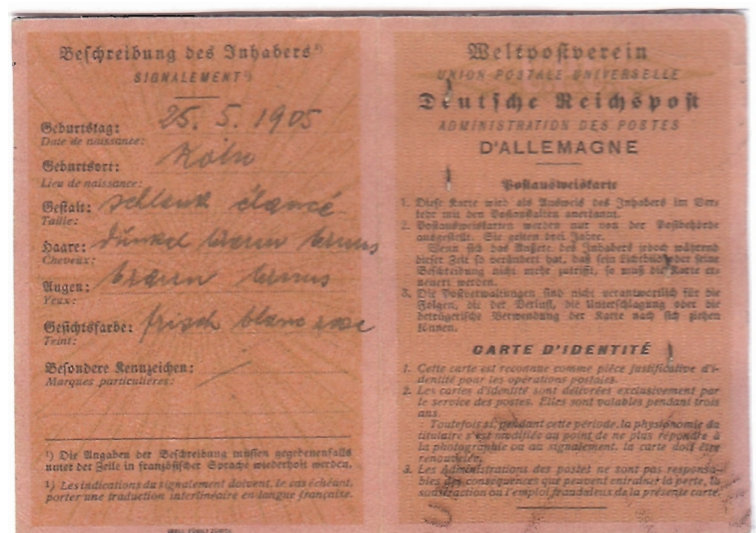 Beschreibung des Inhabers¹)
SIGNALEMENT¹)
Geburtstag: 25. 5. 1905
Date de naissance:
Geburtsort: Köln
Lieu de naissance:
Gestalt: schlank élancé
Taille:
Haare: dunkelbraun bruns
Cheveux:
Augen: braun bruns
Yeux:
Gesichtsfarbe: frisch blanc rose
Teint:
Besondere Kennzeichen: /
Marques particulières:
¹) Die Angaben der Beschreibung müssen gegebenenfalls
unter der Zeile in französischer Sprache wiederholt werden.
¹) Les indications du signalement doivent, le cas échéant,
porter une traduction interlinéaire en langue française.
Weltpostverein
UNION POSTALE UNIVERSELLE
Deutsche Reichspost
ADMINISTRATION DES POSTES
D'ALLEMAGNE
Postausweiskarte
1. Diese Karte wird als Ausweis des Inhabers im Ver-
kehr mit den Postanstalten anerkannt.
2. Postausweiskarten werden nur von der Postbehörde
ausgestellt. Sie gelten drei Jahre.
Wenn sich das Äußere des Inhabers jedoch während
dieser Zeit so verändert hat, daß sein Lichtbild oder seine
Beschreibung nicht mehr zutrifft, so muß die Karte er-
neuert werden.
3. Die Postverwaltungen sind nicht verantwortlich für die
Folgen, die der Verlust, die Unterschlagung oder die
betrügerische Verwendung der Karte nach sich ziehen
können.
CARTE D'IDENTITÉ
1. Cette carte est reconnue comme pièce justificative d'i-
dentité pour les opérations postales.
2. Les cartes d'identité sont délivrées exclusivement par
le service des postes. Elles sont valables pendant trois
ans.
Toutefois si, pendant cette période, la physionomie du
titulaire s'est modifiée au point de ne plus répondre à
la photographie ou au signalement, la carte doit être
renouvelée.
3. Les Administrations des postes ne sont pas responsa-
bles des conséquences que peuvent entraîner la perte, la
soustraction ou l'emploi frauduleux de la présente carte.